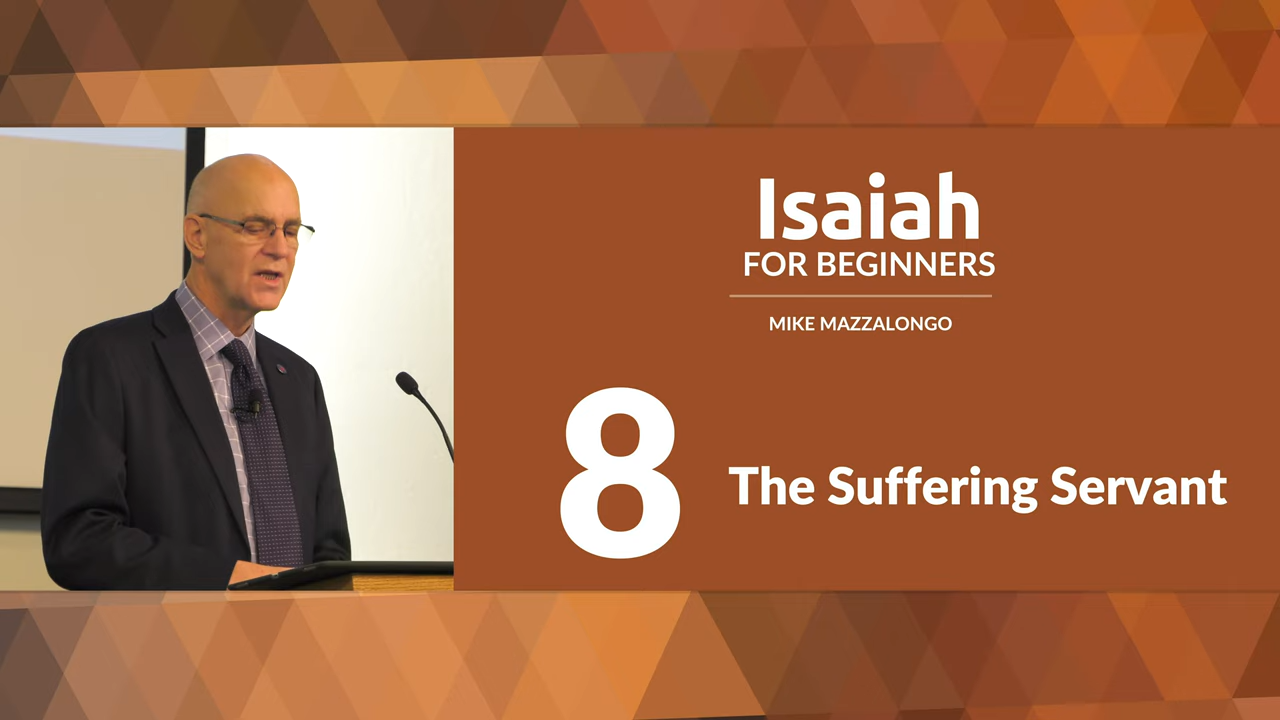 Isaiah
FOR BEGINNERS
MIKE MAZZALONGO
8
The Suffering Servant